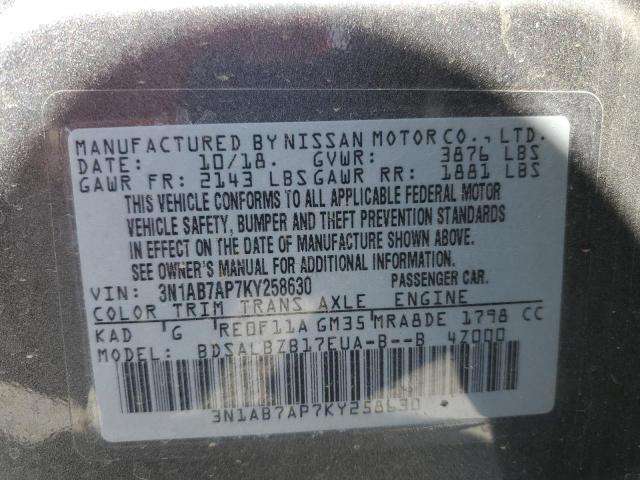 MANUFACTURED BY NISSAN MOTOR CO., LTD.
DATE: 10/18. GVWR: 3876 LBS
GAWR FR: 2143 LBS GAWR RR: 1881 LBS
THIS VEHICLE CONFORMS TO ALL APPLICABLE FEDERAL MOTOR
VEHICLE SAFETY, BUMPER AND THEFT PREVENTION STANDARDS
IN EFFECT ON THE DATE OF MANUFACTURE SHOWN ABOVE.
SEE OWNER'S MANUAL FOR ADDITIONAL INFORMATION.
VIN: 3N1AB7AP7KY258630 PASSENGER CAR.
COLOR TRIM TRANS AXLE ENGINE
KAD G RE0F11A GM35 MRA8DE 1798 CC
MODEL: BDSALBZB17EUA-B--B 47000
3N1AB7AP7KY258630